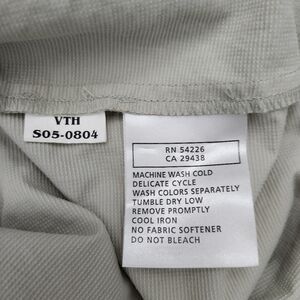 VTH
S05-0804
RN 54226
CA 29438
MACHINE WASH COLD
DELICATE CYCLE
WASH COLORS SEPARATELY
TUMBLE DRY LOW
REMOVE PROMPTLY
COOL IRON
NO FABRIC SOFTENER
DO NOT BLEACH